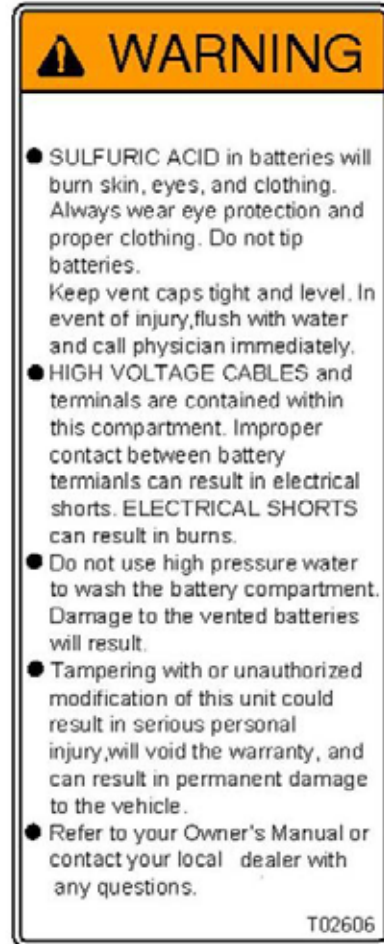 WARNING
● SULFURIC ACID in batteries will
burn skin, eyes, and clothing.
Always wear eye protection and
proper clothing. Do not tip
batteries.
Keep vent caps tight and level. In
event of injury,flush with water
and call physician immediately.
● HIGH VOLTAGE CABLES and
terminals are contained within
this compartment. Improper
contact between battery
termianls can result in electrical
shorts. ELECTRICAL SHORTS
can result in burns.
● Do not use high pressure water
to wash the battery compartment.
Damage to the vented batteries
will result.
● Tampering with or unauthorized
modification of this unit could
result in serious personal
injury,will void the warranty, and
can result in permanent damage
to the vehicle.
● Refer to your Owner's Manual or
contact your local dealer with
any questions.
T02606